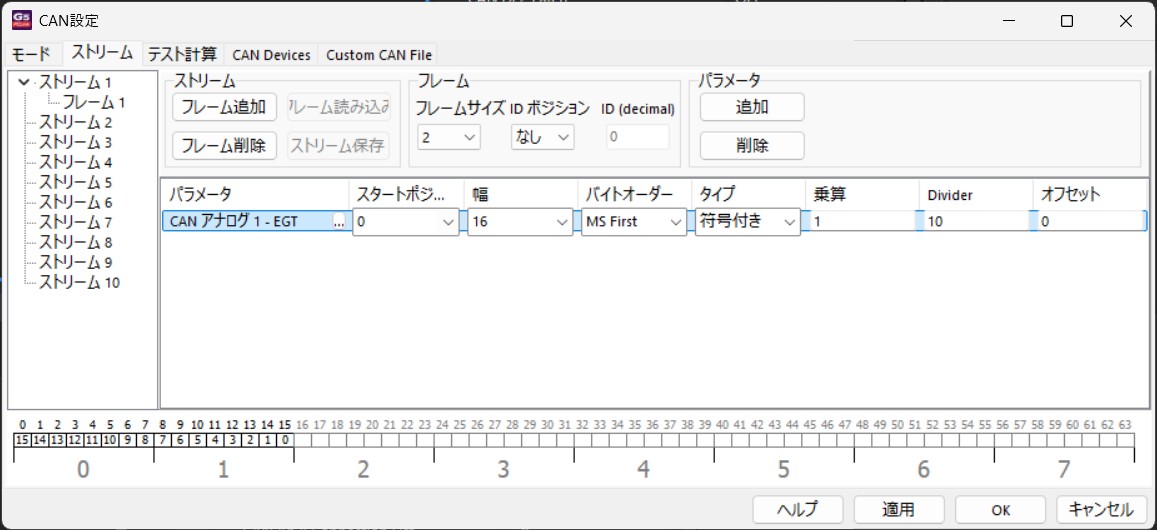 G5
CAN設定
モード ストリーム テスト計算 CAN Devices Custom CAN File
ストリーム 1
フレーム 1
ストリーム 2
ストリーム 3
ストリーム 4
ストリーム 5
ストリーム 6
ストリーム 7
ストリーム 8
ストリーム 9
ストリーム 10
ストリーム
フレーム追加 レーム読み込み
フレーム削除 ストリーム保存
フレーム
フレームサイズ ID ポジション ID (decimal)
2 なし 0
パラメータ
追加
削除
パラメータ スタートポジ... 幅 バイトオーダー タイプ 乗算 Divider オフセット
CAN アナログ 1 - EGT ... 0 16 MS First 符号付き 1 10 0
0 1 2 3 4 5 6 7 8 9 10 11 12 13 14 15 16 17 18 19 20 21 22 23 24 25 26 27 28 29 30 31 32 33 34 35 36 37 38 39 40 41 42 43 44 45 46 47 48 49 50 51 52 53 54 55 56 57 58 59 60 61 62 63
15 14 13 12 11 10 9 8 7 6 5 4 3 2 1 0
0 1 2 3 4 5 6 7
ヘルプ 適用 OK キャンセル